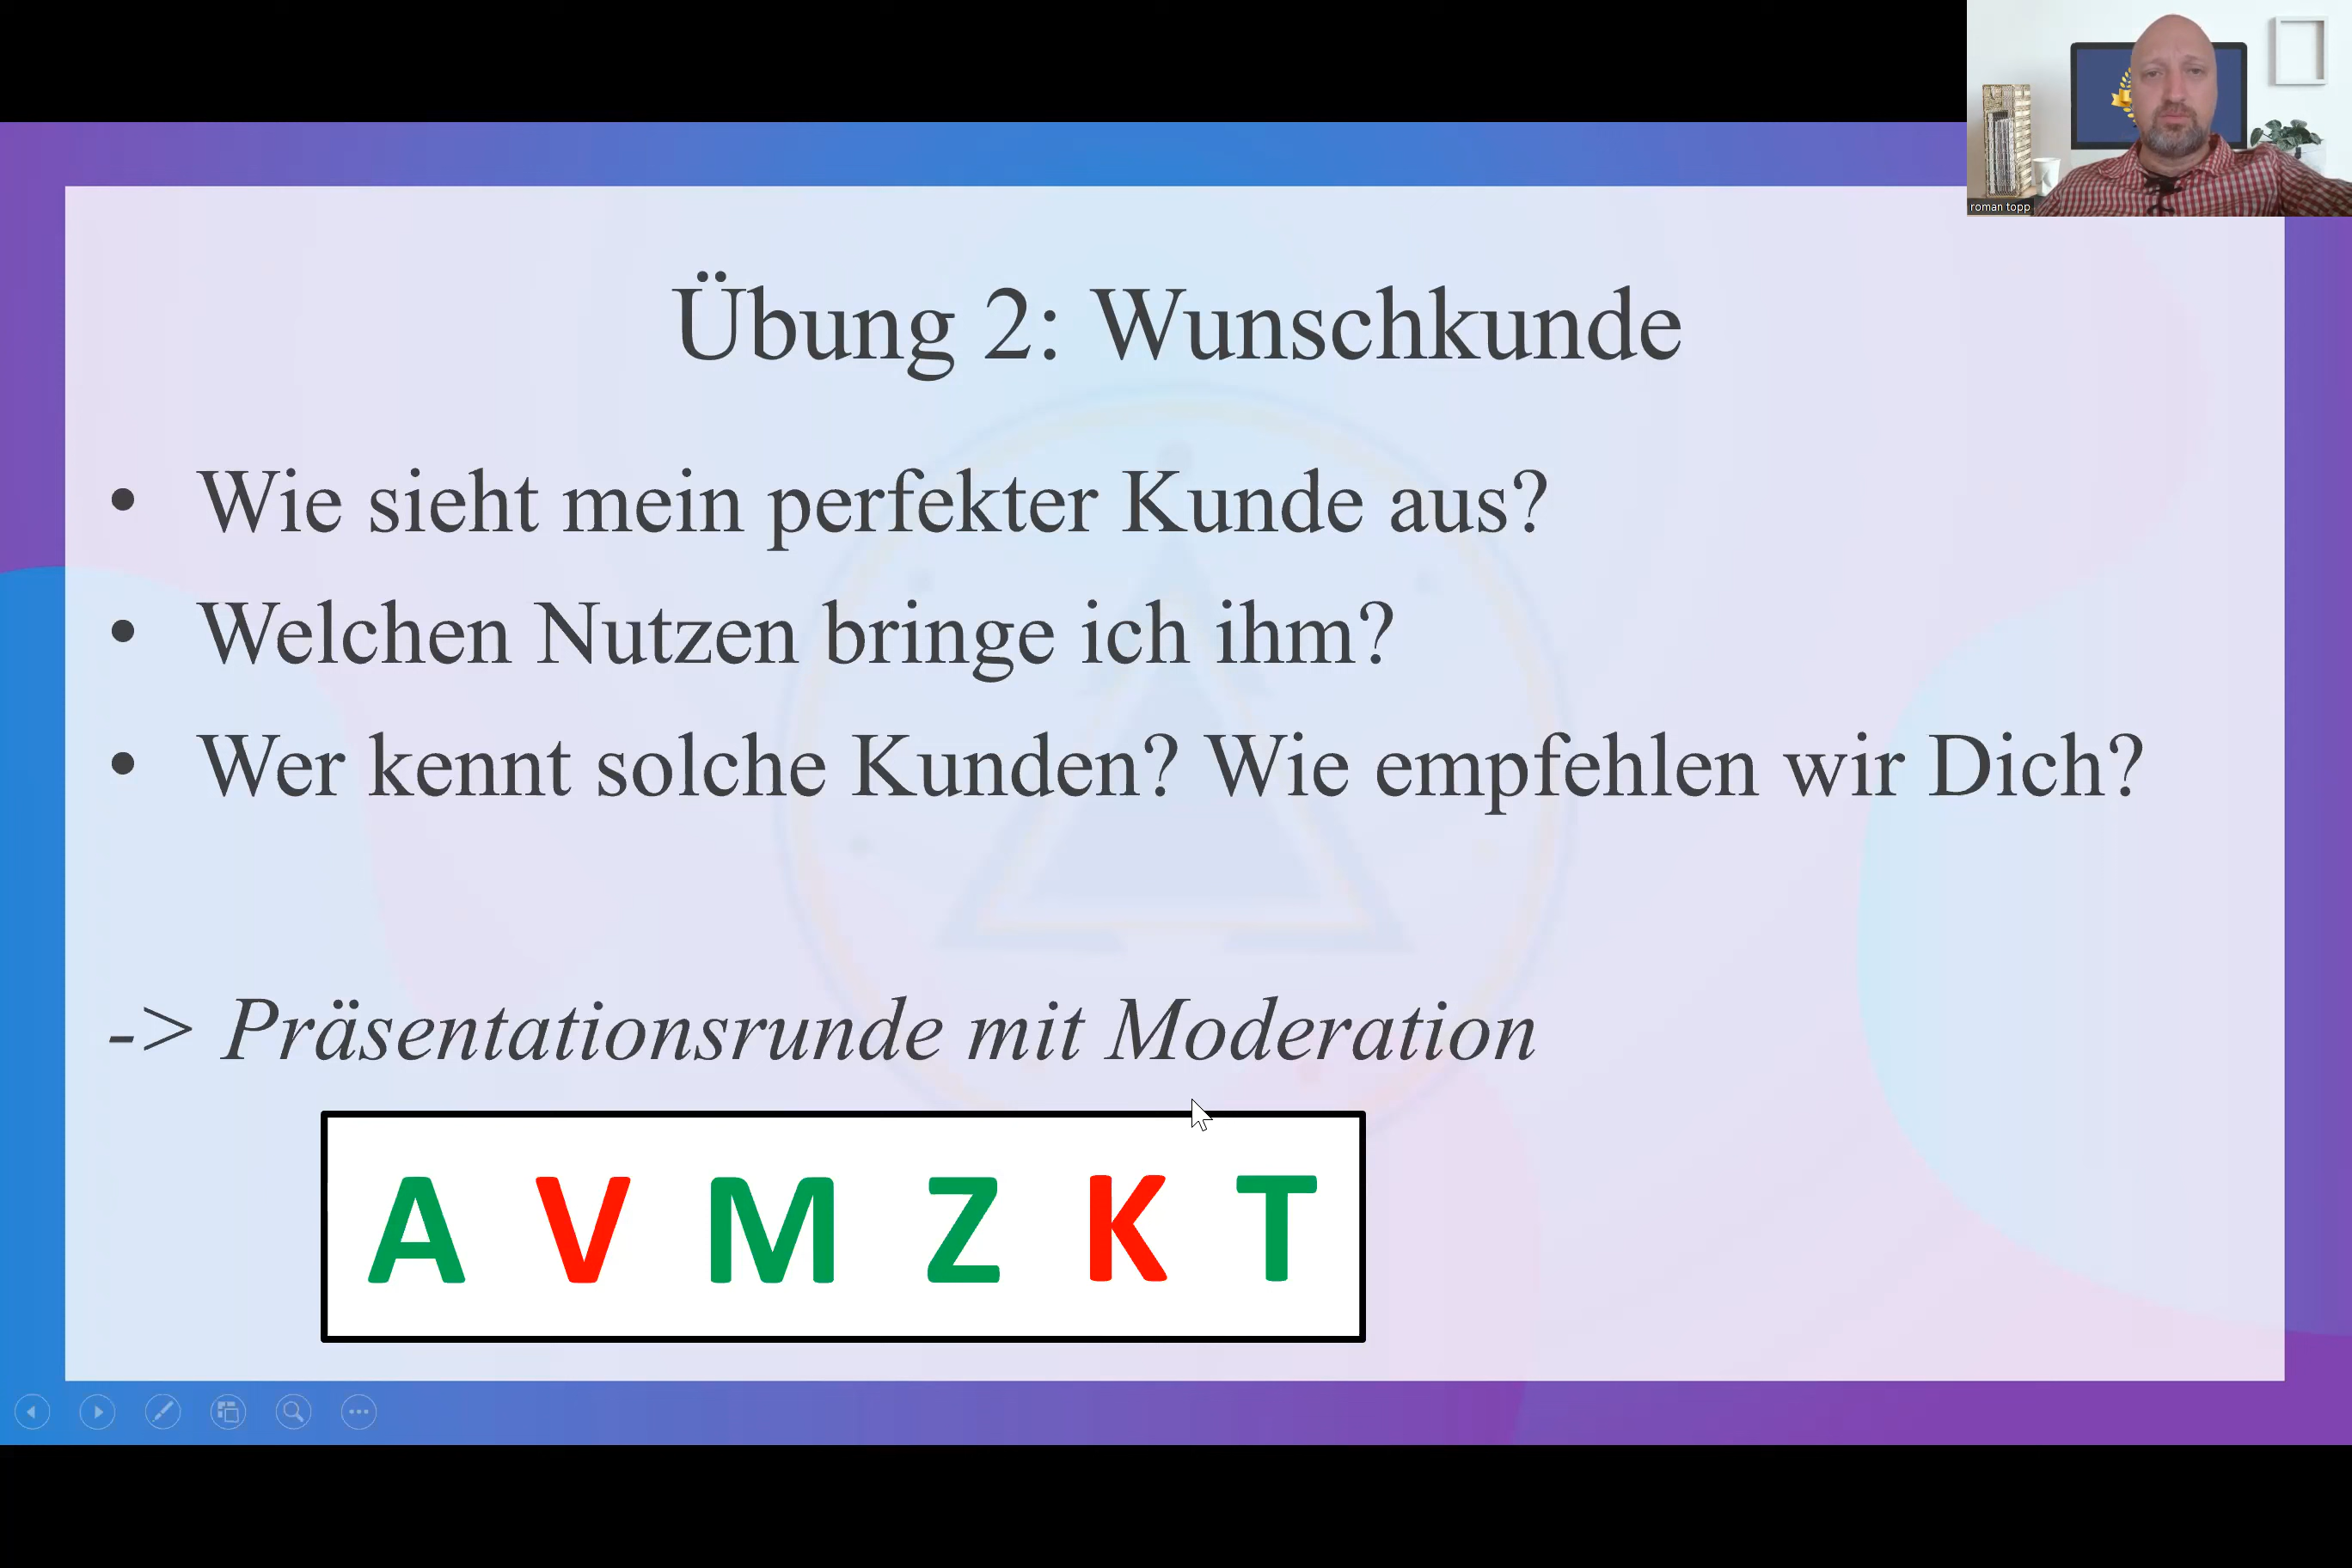 roman topp
Übung 2: Wunschkunde
• Wie sieht mein perfekter Kunde aus?
• Welchen Nutzen bringe ich ihm?
• Wer kennt solche Kunden? Wie empfehlen wir Dich?
-> Präsentationsrunde mit Moderation
A V M Z K T